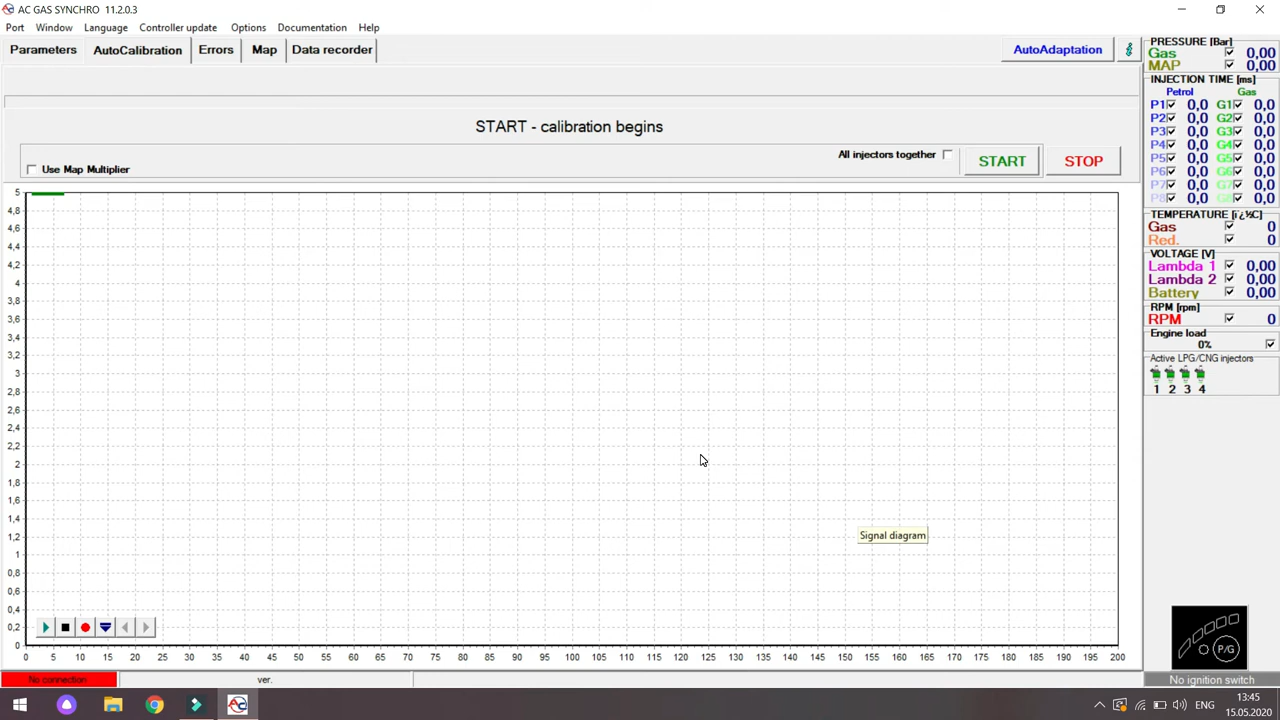 AC GAS SYNCHRO 11.2.0.3
Port Window Language Controller update Options Documentation Help
Parameters AutoCalibration Errors Map Data recorder AutoAdaptation
START - calibration begins
Use Map Multiplier All injectors together START STOP
5
4,8
4,6
4,4
4,2
4
3,8
3,6
3,4
3,2
3
2,8
2,6
2,4
2,2
2
1,8
1,6
1,4
1,2
1
0,8
0,6
0,4
0,2
0
Signal diagram
0 5 10 15 20 25 30 35 40 45 50 55 60 65 70 75 80 85 90 95 100 105 110 115 120 125 130 135 140 145 150 155 160 165 170 175 180 185 190 195 200
PRESSURE [Bar]
Gas 0,00
MAP 0,00
INJECTION TIME [ms]
Petrol Gas
P1 0,0 G1 0,0
P2 0,0 G2 0,0
P3 0,0 G3 0,0
P4 0,0 G4 0,0
P5 0,0 G5 0,0
P6 0,0 G6 0,0
P7 0,0 G7 0,0
P8 0,0 G8 0,0
TEMPERATURE [ï¿½C]
Gas 0
Red. 0
VOLTAGE [V]
Lambda 1 0,00
Lambda 2 0,00
Battery 0,00
RPM [rpm]
RPM 0
Engine load
0%
Active LPG/CNG injectors
1 2 3 4
P/G
No connection ver. No ignition switch
AC ENG 13:45
15.05.2020